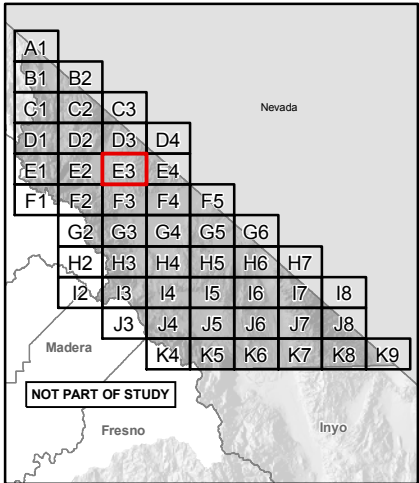 A1
B1 B2
C1 C2 C3
Nevada
D1 D2 D3 D4
E1 E2 E3 E4
F1 F2 F3 F4 F5
G2 G3 G4 G5 G6
H2 H3 H4 H5 H6 H7
I2 I3 I4 I5 I6 I7 I8
J3 J4 J5 J6 J7 J8
Madera
K4 K5 K6 K7 K8 K9
NOT PART OF STUDY
Fresno
Inyo